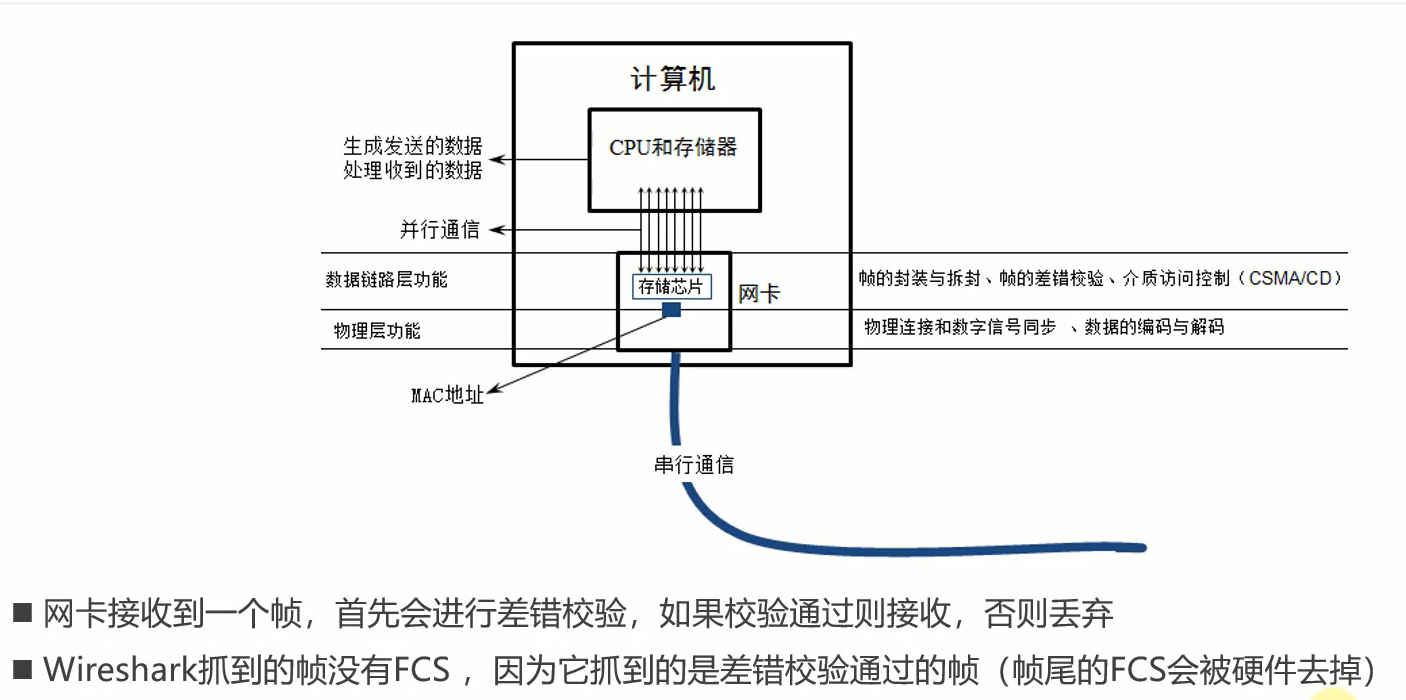 计算机
CPU和存储器
生成发送的数据
处理收到的数据
并行通信
数据链路层功能
存储芯片
网卡
帧的封装与拆封、帧的差错校验、介质访问控制（CSMA/CD）
物理层功能
物理连接和数字信号同步 、数据的编码与解码
MAC地址
串行通信
■ 网卡接收到一个帧，首先会进行差错校验，如果校验通过则接收，否则丢弃
■ Wireshark抓到的帧没有FCS ，因为它抓到的是差错校验通过的帧（帧尾的FCS会被硬件去掉）